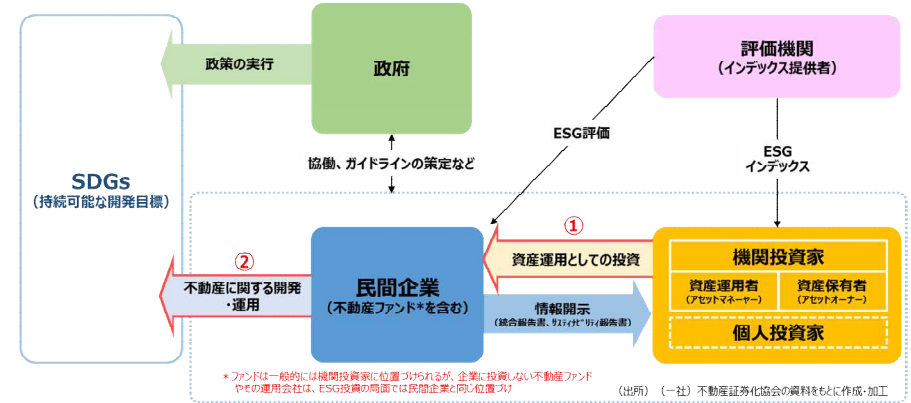 政策の実行
政府
評価機関
（インデックス提供者）
ESG評価
ESG
インデックス
協働、ガイドラインの策定など
SDGs
（持続可能な開発目標）
①
②
不動産に関する開発
・運用
民間企業
（不動産ファンド*を含む）
資産運用としての投資
情報開示
（統合報告書、ｻｽﾃｨﾅﾋﾞﾘﾃｨ報告書）
機関投資家
資産運用者
（アセットマネージャー）
資産保有者
（アセットオーナー）
個人投資家
＊ファンドは一般的には機関投資家に位置づけられるが、企業に投資しない不動産ファンド
やその運用会社は、ESG投資の局面では民間企業と同じ位置づけ
（出所）（一社）不動産証券化協会の資料をもとに作成・加工